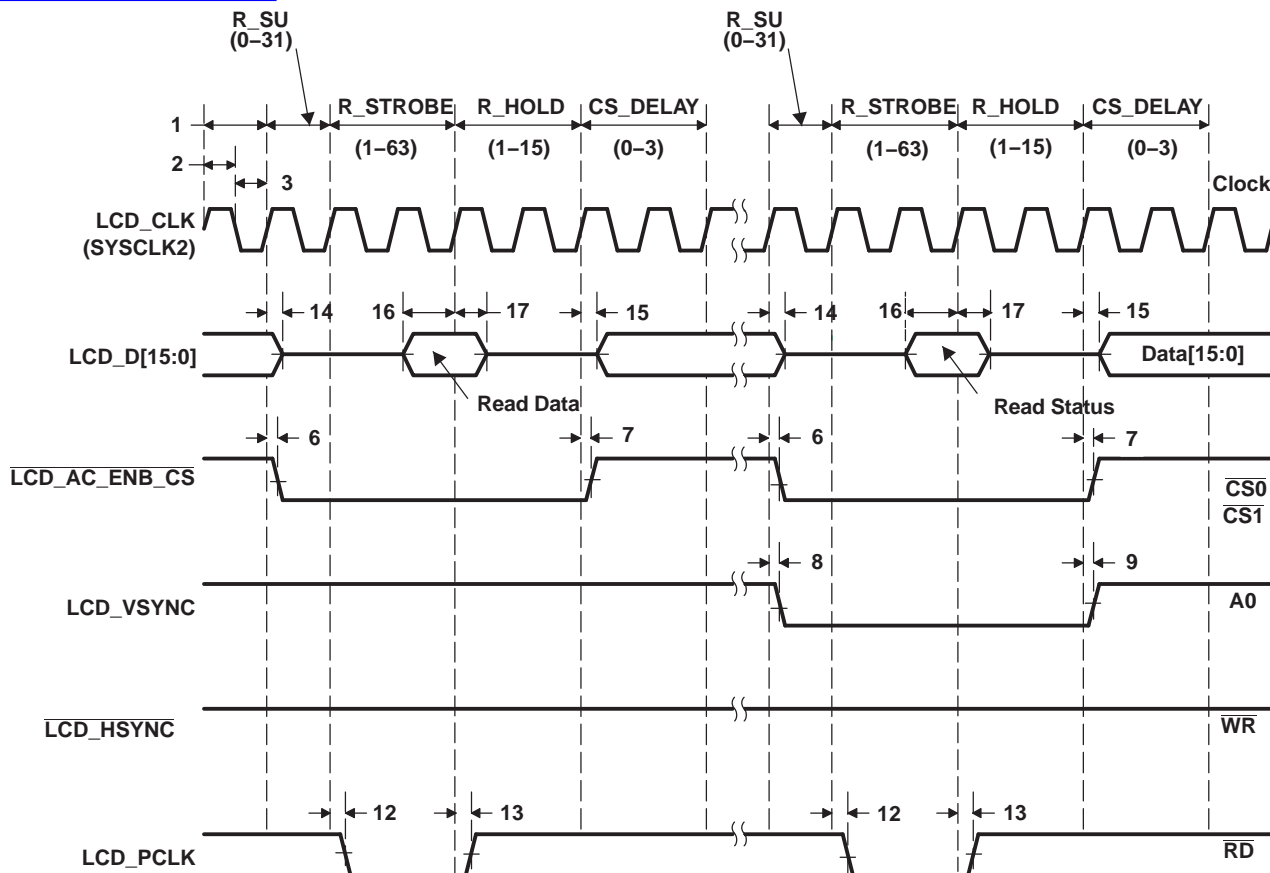 R_SU
(0–31)
R_SU
(0–31)
R_STROBE
R_HOLD
CS_DELAY
R_STROBE
R_HOLD
CS_DELAY
1
(1–63)
(1–15)
(0–3)
(1–63)
(1–15)
(0–3)
2
3
Clock
LCD_CLK
(SYSCLK2)
14
16
17
15
14
16
17
15
LCD_D[15:0]
Data[15:0]
Read Data
Read Status
6
7
6
7
LCD_AC_ENB_CS
CS0
CS1
8
9
LCD_VSYNC
A0
LCD_HSYNC
WR
12
13
12
13
LCD_PCLK
RD